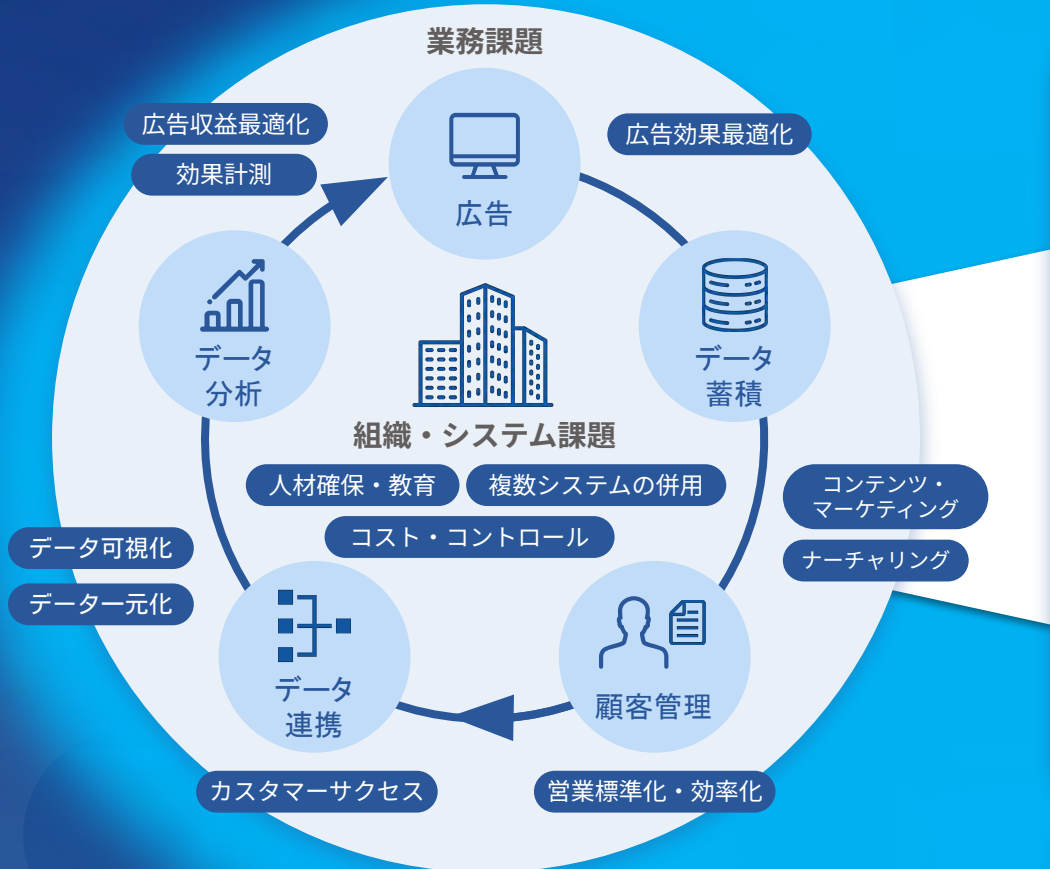 業務課題
広告収益最適化
効果計測
広告効果最適化
広告
データ
分析
データ
蓄積
組織・システム課題
人材確保・教育
複数システムの併用
コスト・コントロール
コンテンツ・
マーケティング
ナーチャリング
データ可視化
データ一元化
データ
連携
顧客管理
カスタマーサクセス
営業標準化・効率化